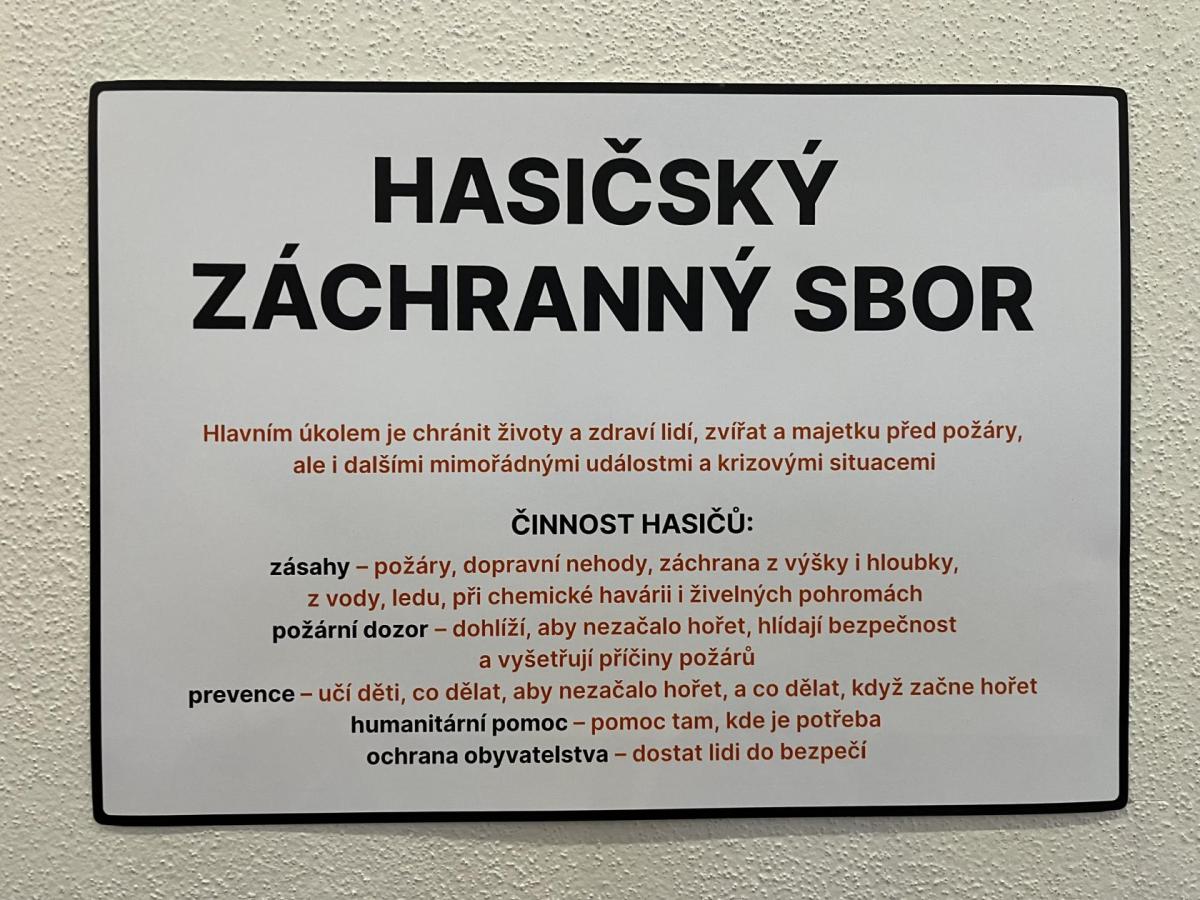 HASIČSKÝ
ZÁCHRANNÝ SBOR
Hlavním úkolem je chránit životy a zdraví lidí, zvířat a majetku před požáry,
ale i dalšími mimořádnými událostmi a krizovými situacemi
ČINNOST HASIČŮ:
zásahy – požáry, dopravní nehody, záchrana z výšky i hloubky,
z vody, ledu, při chemické havárii i živelných pohromách
požární dozor – dohlíží, aby nezačalo hořet, hlídají bezpečnost
a vyšetřují příčiny požárů
prevence – učí děti, co dělat, aby nezačalo hořet, a co dělat, když začne hořet
humanitární pomoc – pomoc tam, kde je potřeba
ochrana obyvatelstva – dostat lidi do bezpečí